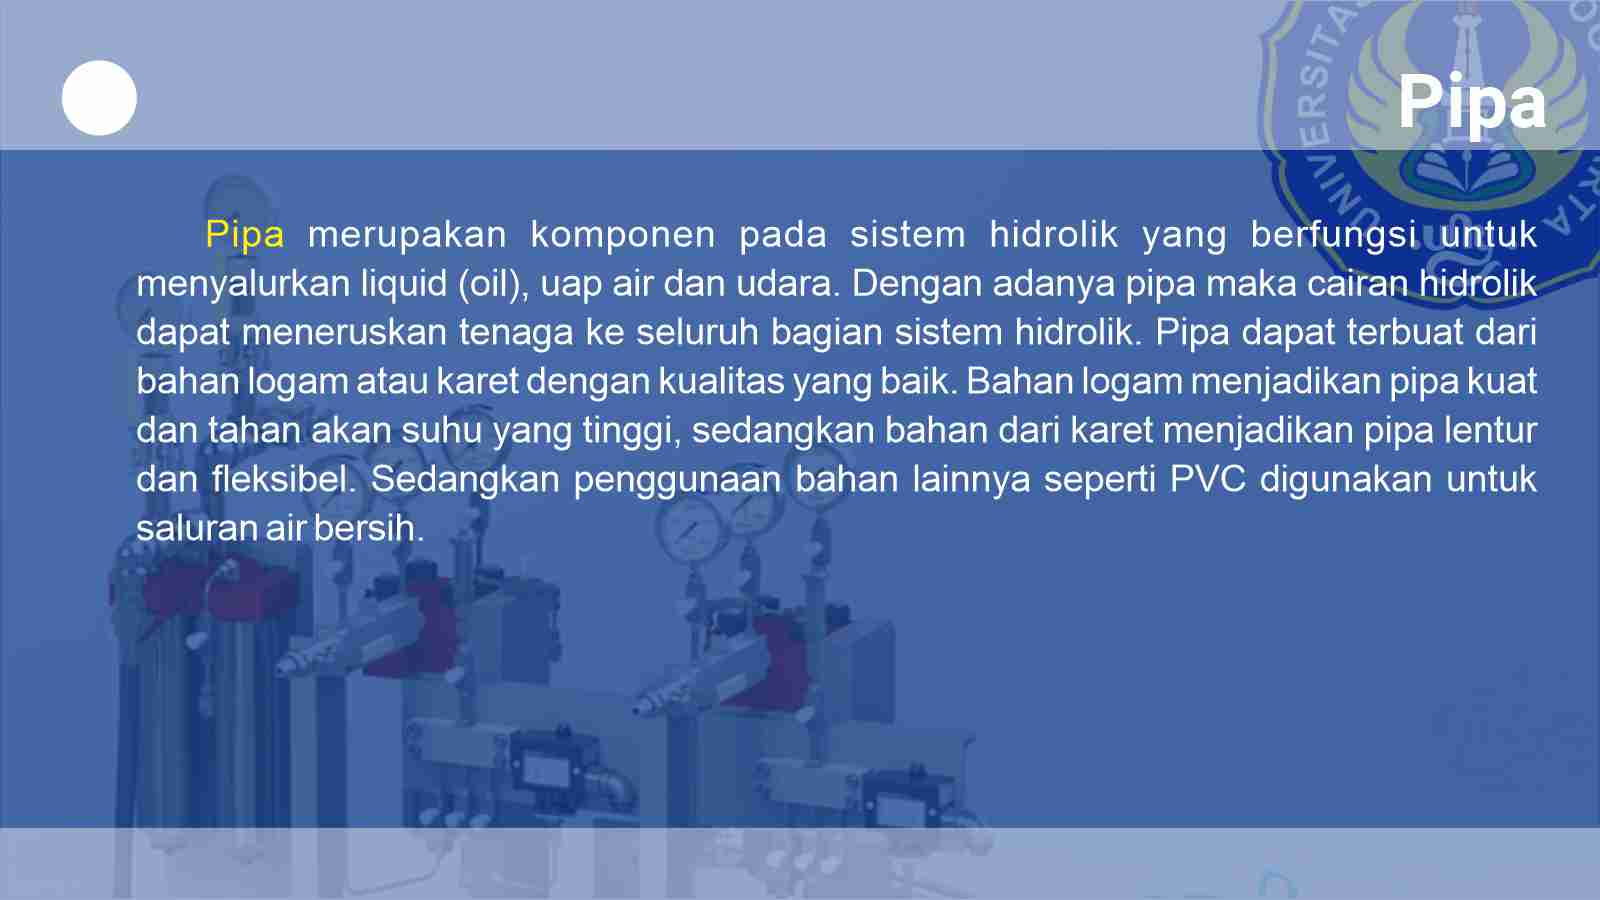 Pipa
UNIVERSITAS
Pipa merupakan komponen pada sistem hidrolik yang berfungsi untuk
menyalurkan liquid (oil), uap air dan udara. Dengan adanya pipa maka cairan hidrolik
dapat meneruskan tenaga ke seluruh bagian sistem hidrolik. Pipa dapat terbuat dari
bahan logam atau karet dengan kualitas yang baik. Bahan logam menjadikan pipa kuat
dan tahan akan suhu yang tinggi, sedangkan bahan dari karet menjadikan pipa lentur
dan fleksibel. Sedangkan penggunaan bahan lainnya seperti PVC digunakan untuk
saluran air bersih.